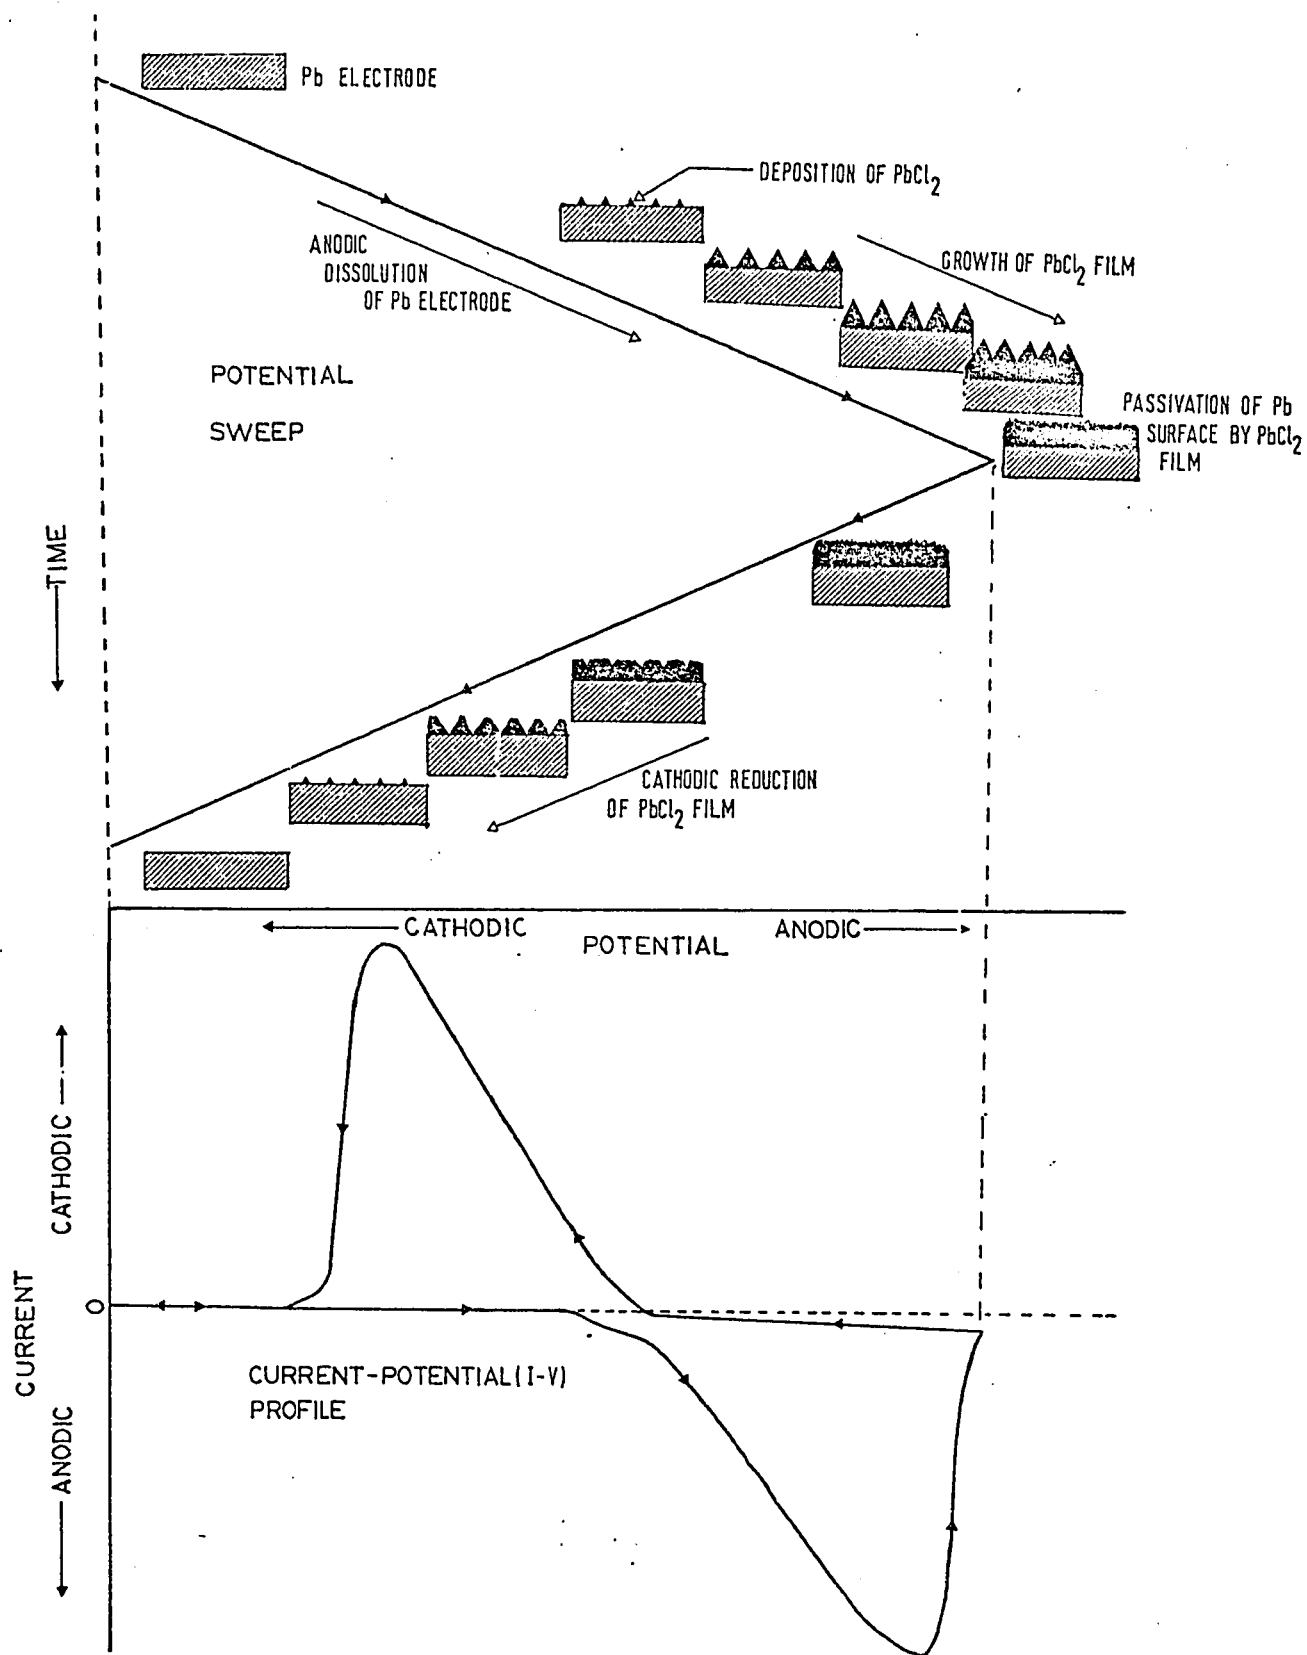 Pb ELECTRODE
DEPOSITION OF PbCl2
ANODIC
DISSOLUTION
OF Pb ELECTRODE
GROWTH OF PbCl2 FILM
POTENTIAL
SWEEP
PASSIVATION OF Pb
SURFACE BY PbCl2
FILM
TIME
CATHODIC REDUCTION
OF PbCl2 FILM
CATHODIC
POTENTIAL
ANODIC
CATHODIC
O
CURRENT
ANODIC
CURRENT-POTENTIAL(I-V)
PROFILE